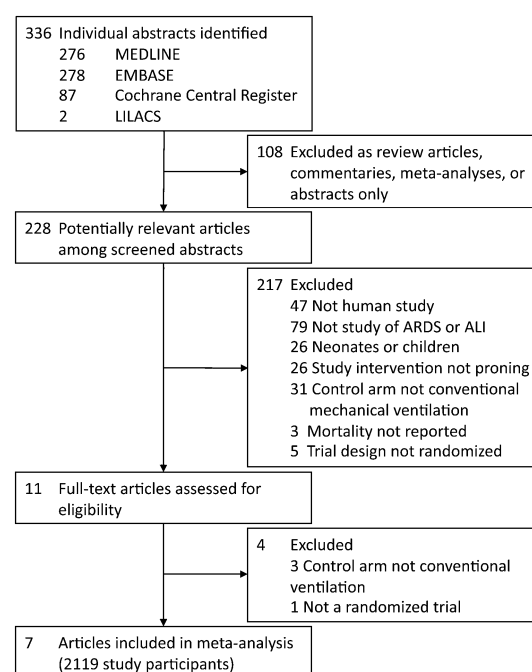 336 Individual abstracts identified
276 MEDLINE
278 EMBASE
87 Cochrane Central Register
2 LILACS
108 Excluded as review articles,
commentaries, meta-analyses, or
abstracts only
228 Potentially relevant articles
among screened abstracts
217 Excluded
47 Not human study
79 Not study of ARDS or ALI
26 Neonates or children
26 Study intervention not proning
31 Control arm not conventional
mechanical ventilation
3 Mortality not reported
5 Trial design not randomized
11 Full-text articles assessed for
eligibility
4 Excluded
3 Control arm not conventional
ventilation
1 Not a randomized trial
7 Articles included in meta-analysis
(2119 study participants)